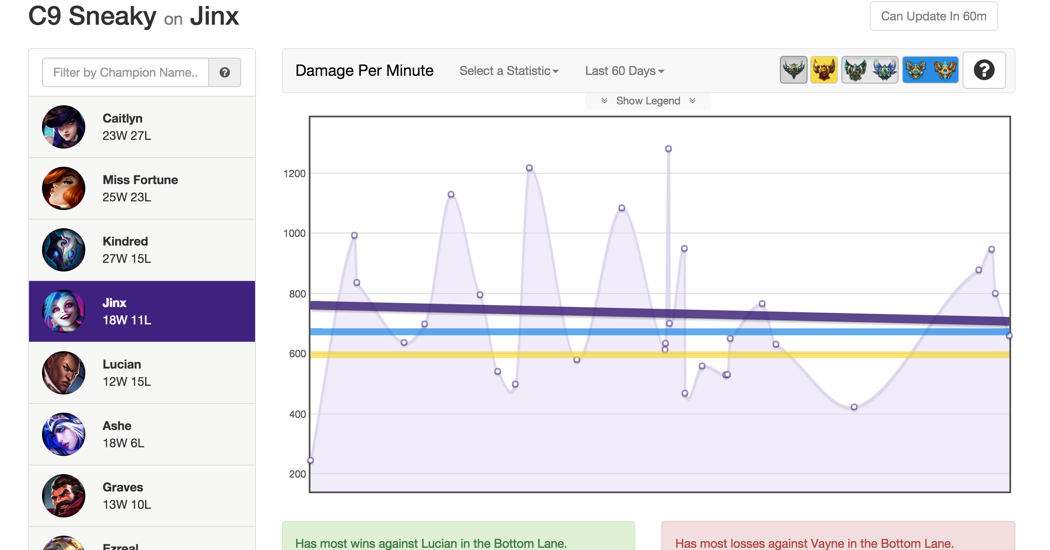 C9 Sneaky on Jinx
Can Update In 60m
Filter by Champion Name..
?
Caitlyn
23W 27L
Miss Fortune
25W 23L
Kindred
27W 15L
Jinx
18W 11L
Lucian
12W 15L
Ashe
18W 6L
Graves
13W 10L
Ezreal
Damage Per Minute
Select a Statistic
Last 60 Days
?
Show Legend
1200
1000
800
600
400
200
Has most wins against Lucian in the Bottom Lane.
Has most losses against Vayne in the Bottom Lane.